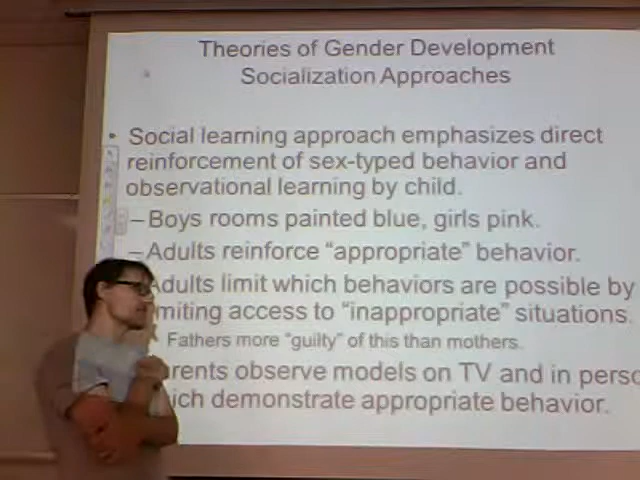 Theories of Gender Development
Socialization Approaches
• Social learning approach emphasizes direct
reinforcement of sex-typed behavior and
observational learning by child.
– Boys rooms painted blue, girls pink.
– Adults reinforce “appropriate” behavior.
Adults limit which behaviors are possible by
miting access to “inappropriate” situations.
Fathers more “guilty” of this than mothers.
rents observe models on TV and in perso
ich demonstrate appropriate behavior.